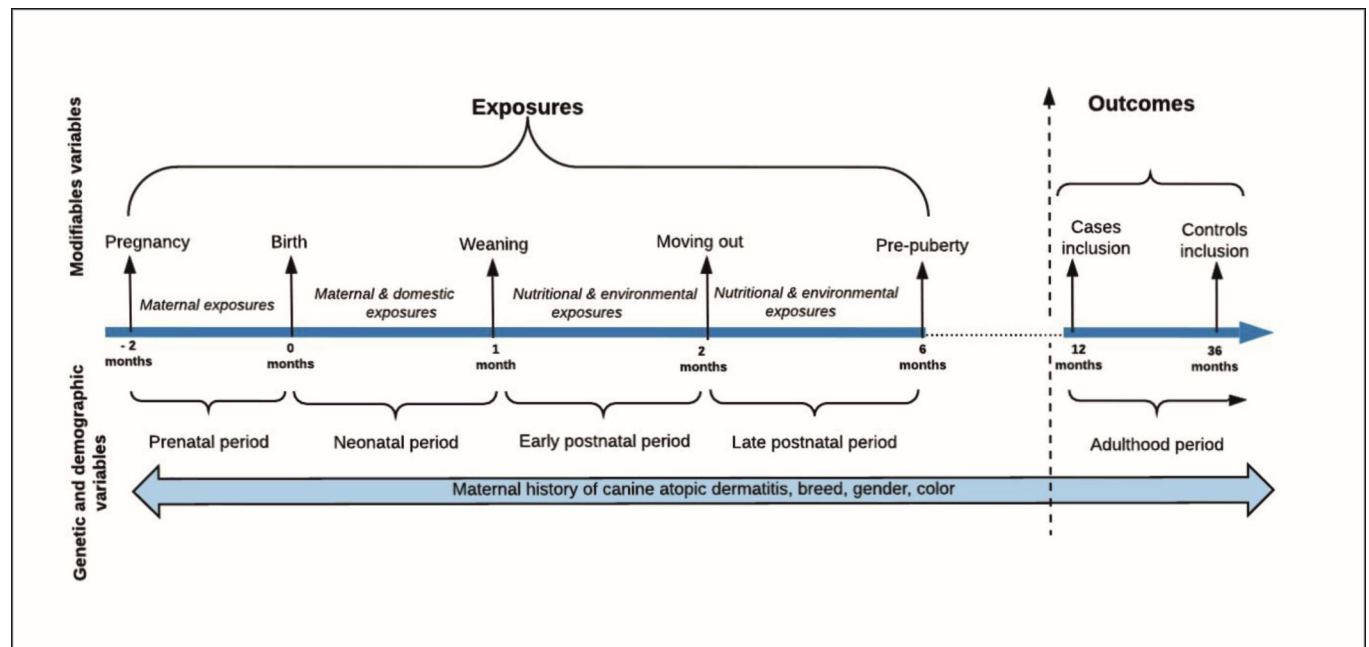 Exposures
Outcomes
Modifiables variables
Pregnancy
Birth
Weaning
Moving out
Pre-puberty
Cases
inclusion
Controls
inclusion
Maternal exposures
Maternal & domestic
exposures
Nutritional & environmental
exposures
Nutritional & environmental
exposures
- 2
months
0
months
1
month
2
months
6
months
12
months
36
months
Genetic and demographic
variables
Prenatal period
Neonatal period
Early postnatal period
Late postnatal period
Adulthood period
Maternal history of canine atopic dermatitis, breed, gender, color